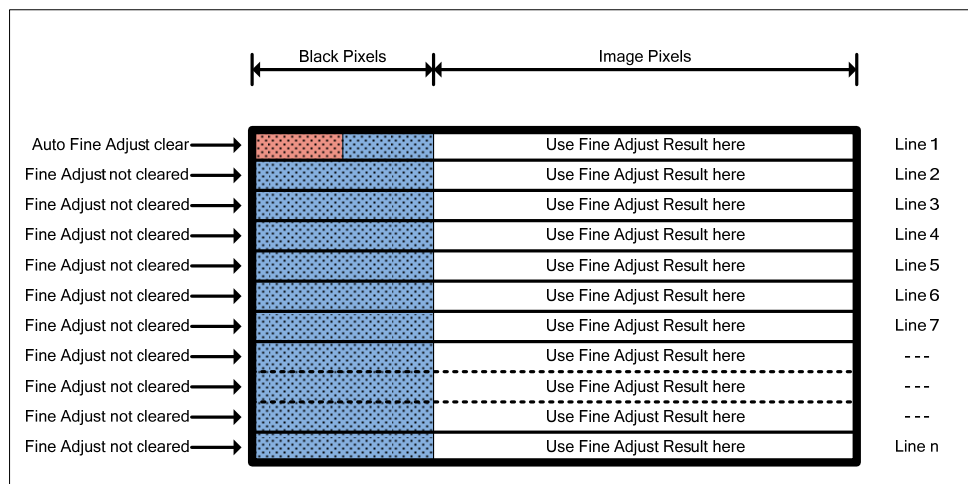 Black Pixels Image Pixels
Auto Fine Adjust clear Use Fine Adjust Result here Line 1
Fine Adjust not cleared Use Fine Adjust Result here Line 2
Fine Adjust not cleared Use Fine Adjust Result here Line 3
Fine Adjust not cleared Use Fine Adjust Result here Line 4
Fine Adjust not cleared Use Fine Adjust Result here Line 5
Fine Adjust not cleared Use Fine Adjust Result here Line 6
Fine Adjust not cleared Use Fine Adjust Result here Line 7
Fine Adjust not cleared Use Fine Adjust Result here ---
Fine Adjust not cleared Use Fine Adjust Result here ---
Fine Adjust not cleared Use Fine Adjust Result here ---
Fine Adjust not cleared Use Fine Adjust Result here Line n